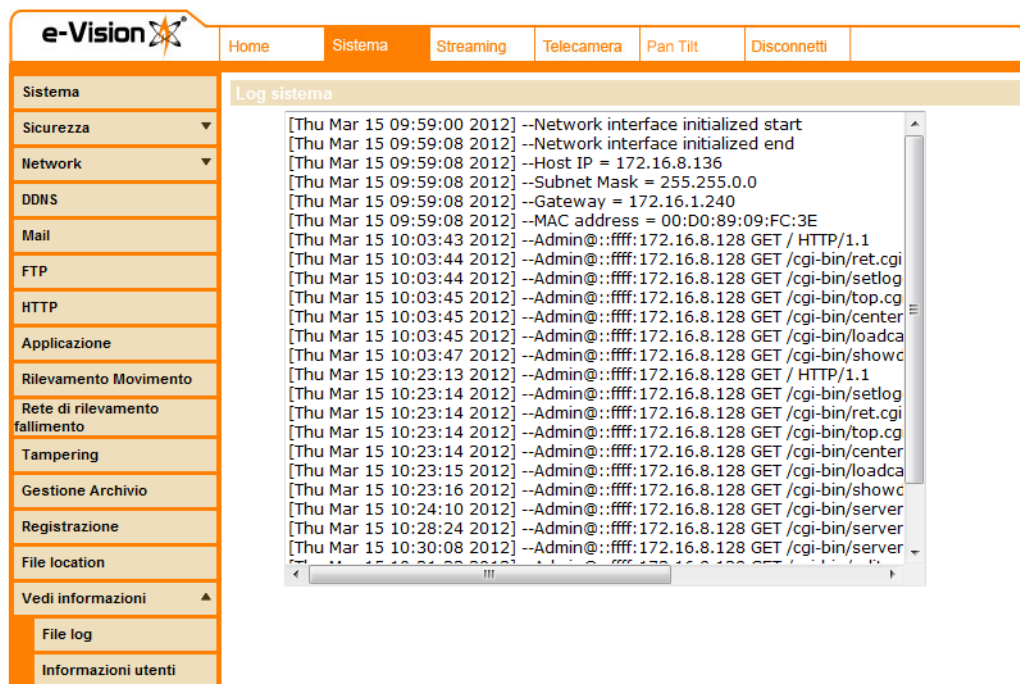 e-Vision
Home Sistema Streaming Telecamera Pan Tilt Disconnetti
Sistema
Sicurezza
Network
DDNS
Mail
FTP
HTTP
Applicazione
Rilevamento Movimento
Rete di rilevamento
fallimento
Tampering
Gestione Archivio
Registrazione
File location
Vedi informazioni
File log
Informazioni utenti
Log sistema
[Thu Mar 15 09:59:00 2012] --Network interface initialized start
[Thu Mar 15 09:59:08 2012] --Network interface initialized end
[Thu Mar 15 09:59:08 2012] --Host IP = 172.16.8.136
[Thu Mar 15 09:59:08 2012] --Subnet Mask = 255.255.0.0
[Thu Mar 15 09:59:08 2012] --Gateway = 172.16.1.240
[Thu Mar 15 09:59:08 2012] --MAC address = 00:D0:89:09:FC:3E
[Thu Mar 15 10:03:43 2012] --Admin@::ffff:172.16.8.128 GET / HTTP/1.1
[Thu Mar 15 10:03:44 2012] --Admin@::ffff:172.16.8.128 GET /cgi-bin/ret.cgi
[Thu Mar 15 10:03:44 2012] --Admin@::ffff:172.16.8.128 GET /cgi-bin/setlog
[Thu Mar 15 10:03:45 2012] --Admin@::ffff:172.16.8.128 GET /cgi-bin/top.cg
[Thu Mar 15 10:03:45 2012] --Admin@::ffff:172.16.8.128 GET /cgi-bin/center
[Thu Mar 15 10:03:45 2012] --Admin@::ffff:172.16.8.128 GET /cgi-bin/loadca
[Thu Mar 15 10:03:47 2012] --Admin@::ffff:172.16.8.128 GET /cgi-bin/showd
[Thu Mar 15 10:23:13 2012] --Admin@::ffff:172.16.8.128 GET / HTTP/1.1
[Thu Mar 15 10:23:14 2012] --Admin@::ffff:172.16.8.128 GET /cgi-bin/setlog
[Thu Mar 15 10:23:14 2012] --Admin@::ffff:172.16.8.128 GET /cgi-bin/ret.cgi
[Thu Mar 15 10:23:14 2012] --Admin@::ffff:172.16.8.128 GET /cgi-bin/top.cg
[Thu Mar 15 10:23:14 2012] --Admin@::ffff:172.16.8.128 GET /cgi-bin/center
[Thu Mar 15 10:23:15 2012] --Admin@::ffff:172.16.8.128 GET /cgi-bin/loadca
[Thu Mar 15 10:23:16 2012] --Admin@::ffff:172.16.8.128 GET /cgi-bin/showd
[Thu Mar 15 10:24:10 2012] --Admin@::ffff:172.16.8.128 GET /cgi-bin/server
[Thu Mar 15 10:28:24 2012] --Admin@::ffff:172.16.8.128 GET /cgi-bin/server
[Thu Mar 15 10:30:08 2012] --Admin@::ffff:172.16.8.128 GET /cgi-bin/server